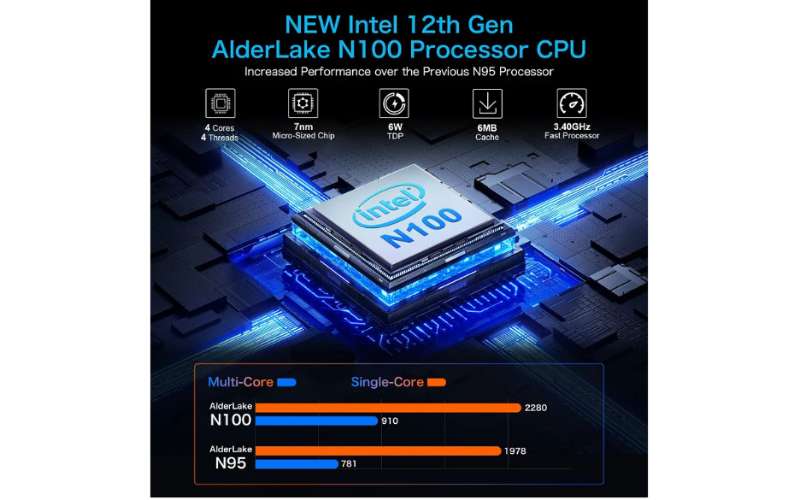 NEW Intel 12th Gen
AlderLake N100 Processor CPU
Increased Performance over the Previous N95 Processor
4 Cores
4 Threads
7nm
Micro-Sized Chip
6W
TDP
6MB
Cache
3.40GHz
Fast Processor
intel
N100
Multi-Core
Single-Core
AlderLake
N100
2280
910
AlderLake
N95
1978
781